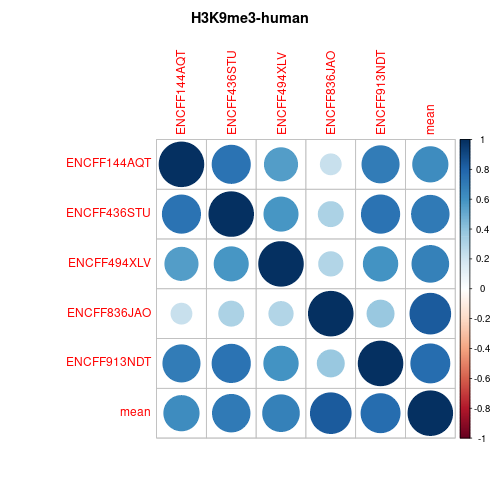 H3K9me3-human
ENCFF144AQT
ENCFF436STU
ENCFF494XLV
ENCFF836JAO
ENCFF913NDT
mean
ENCFF144AQT
ENCFF436STU
ENCFF494XLV
ENCFF836JAO
ENCFF913NDT
mean
1
0.8
0.6
0.4
0.2
0
-0.2
-0.4
-0.6
-0.8
-1